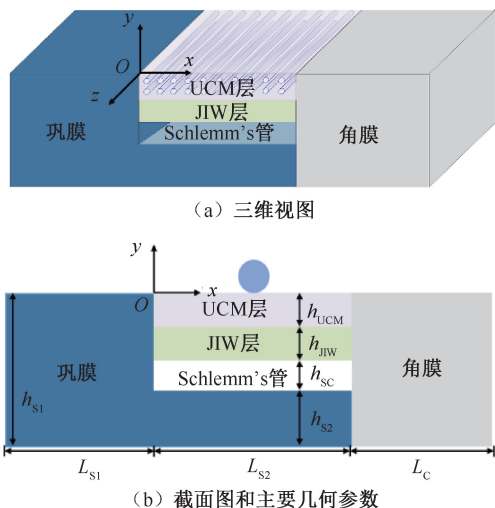 y
O
x
z
UCM层
JIW层
Schlemm's管
巩膜
角膜
(a) 三维视图
y
O
x
UCM层
h_UCM
JIW层
h_JIW
Schlemm's管
h_SC
巩膜
角膜
h_S1
h_S2
L_S1
L_S2
L_C
(b) 截面图和主要几何参数